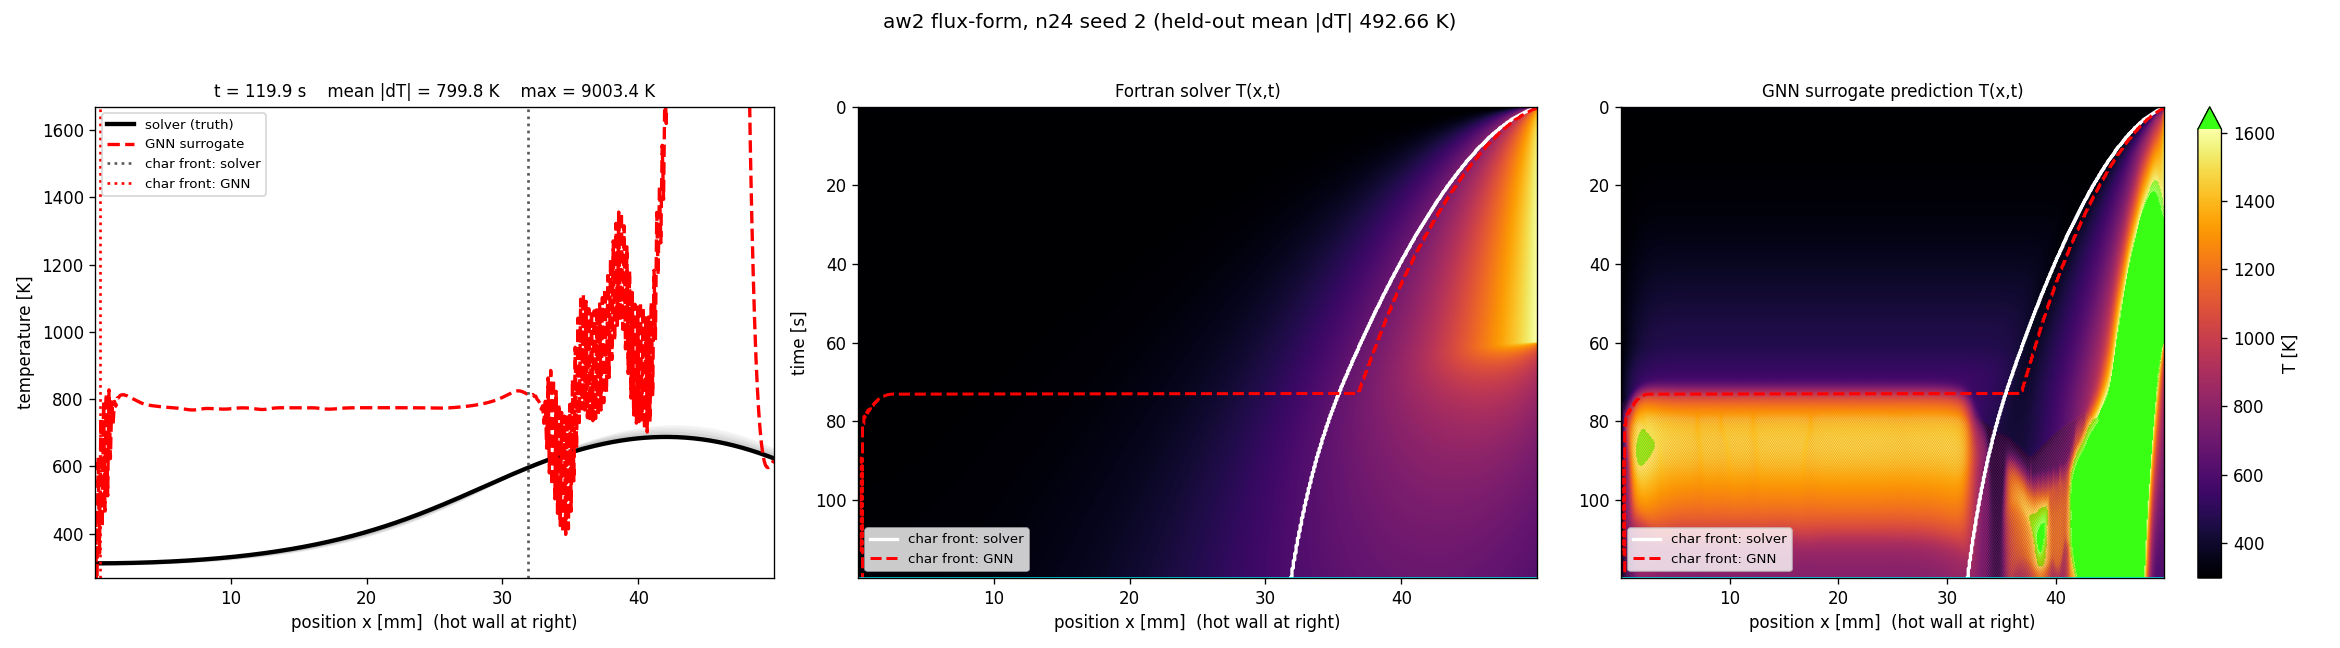 aw2 flux-form, n24 seed 2 (held-out mean |dT| 492.66 K)
t = 119.9 s    mean |dT| = 799.8 K    max = 9003.4 K
solver (truth)
GNN surrogate
char front: solver
char front: GNN
1600
1400
1200
1000
800
600
400
temperature [K]
10
20
30
40
position x [mm]  (hot wall at right)
Fortran solver T(x,t)
0
20
40
60
80
100
time [s]
char front: solver
char front: GNN
10
20
30
40
position x [mm]  (hot wall at right)
GNN surrogate prediction T(x,t)
0
20
40
60
80
100
char front: solver
char front: GNN
10
20
30
40
position x [mm]  (hot wall at right)
1600
1400
1200
1000
800
600
400
T [K]